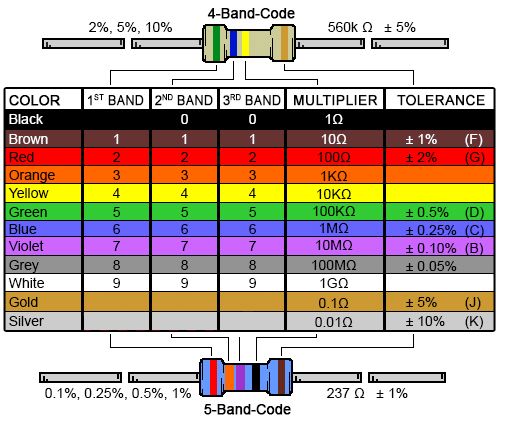 4-Band-Code
2%, 5%, 10% 560k Ω ± 5%
COLOR 1ST BAND 2ND BAND 3RD BAND MULTIPLIER TOLERANCE
Black 0 0 1Ω
Brown 1 1 1 10Ω ± 1% (F)
Red 2 2 2 100Ω ± 2% (G)
Orange 3 3 3 1KΩ
Yellow 4 4 4 10KΩ
Green 5 5 5 100KΩ ± 0.5% (D)
Blue 6 6 6 1MΩ ± 0.25% (C)
Violet 7 7 7 10MΩ ± 0.10% (B)
Grey 8 8 8 100MΩ ± 0.05%
White 9 9 9 1GΩ
Gold 0.1Ω ± 5% (J)
Silver 0.01Ω ± 10% (K)
0.1%, 0.25%, 0.5%, 1% 237 Ω ± 1%
5-Band-Code